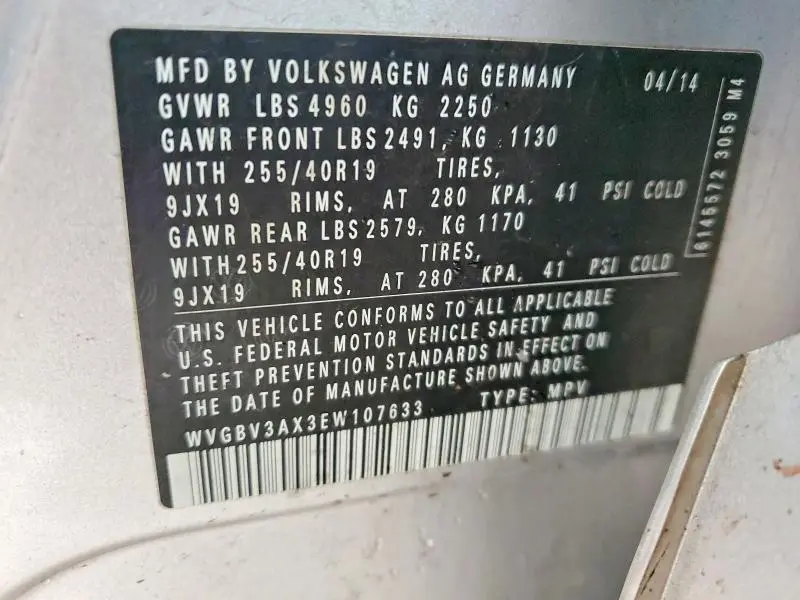 MFD BY VOLKSWAGEN AG GERMANY 04/14
GVWR LBS 4960 KG 2250
GAWR FRONT LBS 2491, KG 1130
WITH 255/40R19 TIRES,
9JX19 RIMS, AT 280 KPA, 41 PSI COLD
GAWR REAR LBS 2579, KG 1170
WITH 255/40R19 TIRES,
9JX19 RIMS, AT 280 KPA, 41 PSI COLD
THIS VEHICLE CONFORMS TO ALL APPLICABLE
U.S. FEDERAL MOTOR VEHICLE SAFETY AND
THEFT PREVENTION STANDARDS IN EFFECT ON
THE DATE OF MANUFACTURE SHOWN ABOVE.
WVGBV3AX3EW107633 TYPE: MPV
6145572 3059 M4